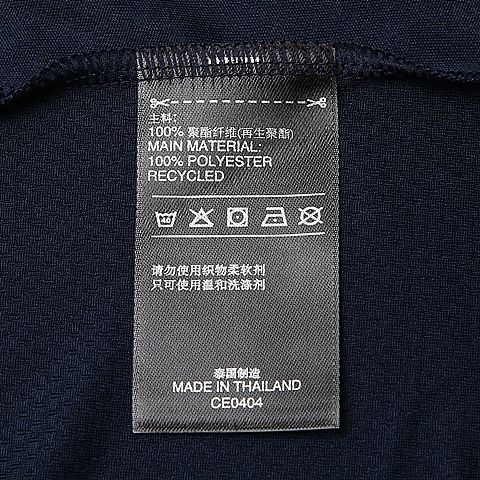 主料:
100% 聚酯纤维(再生聚酯)
MAIN MATERIAL:
100% POLYESTER
RECYCLED
40
请勿使用织物柔软剂
只可使用温和洗涤剂
泰国制造
MADE IN THAILAND
CE0404